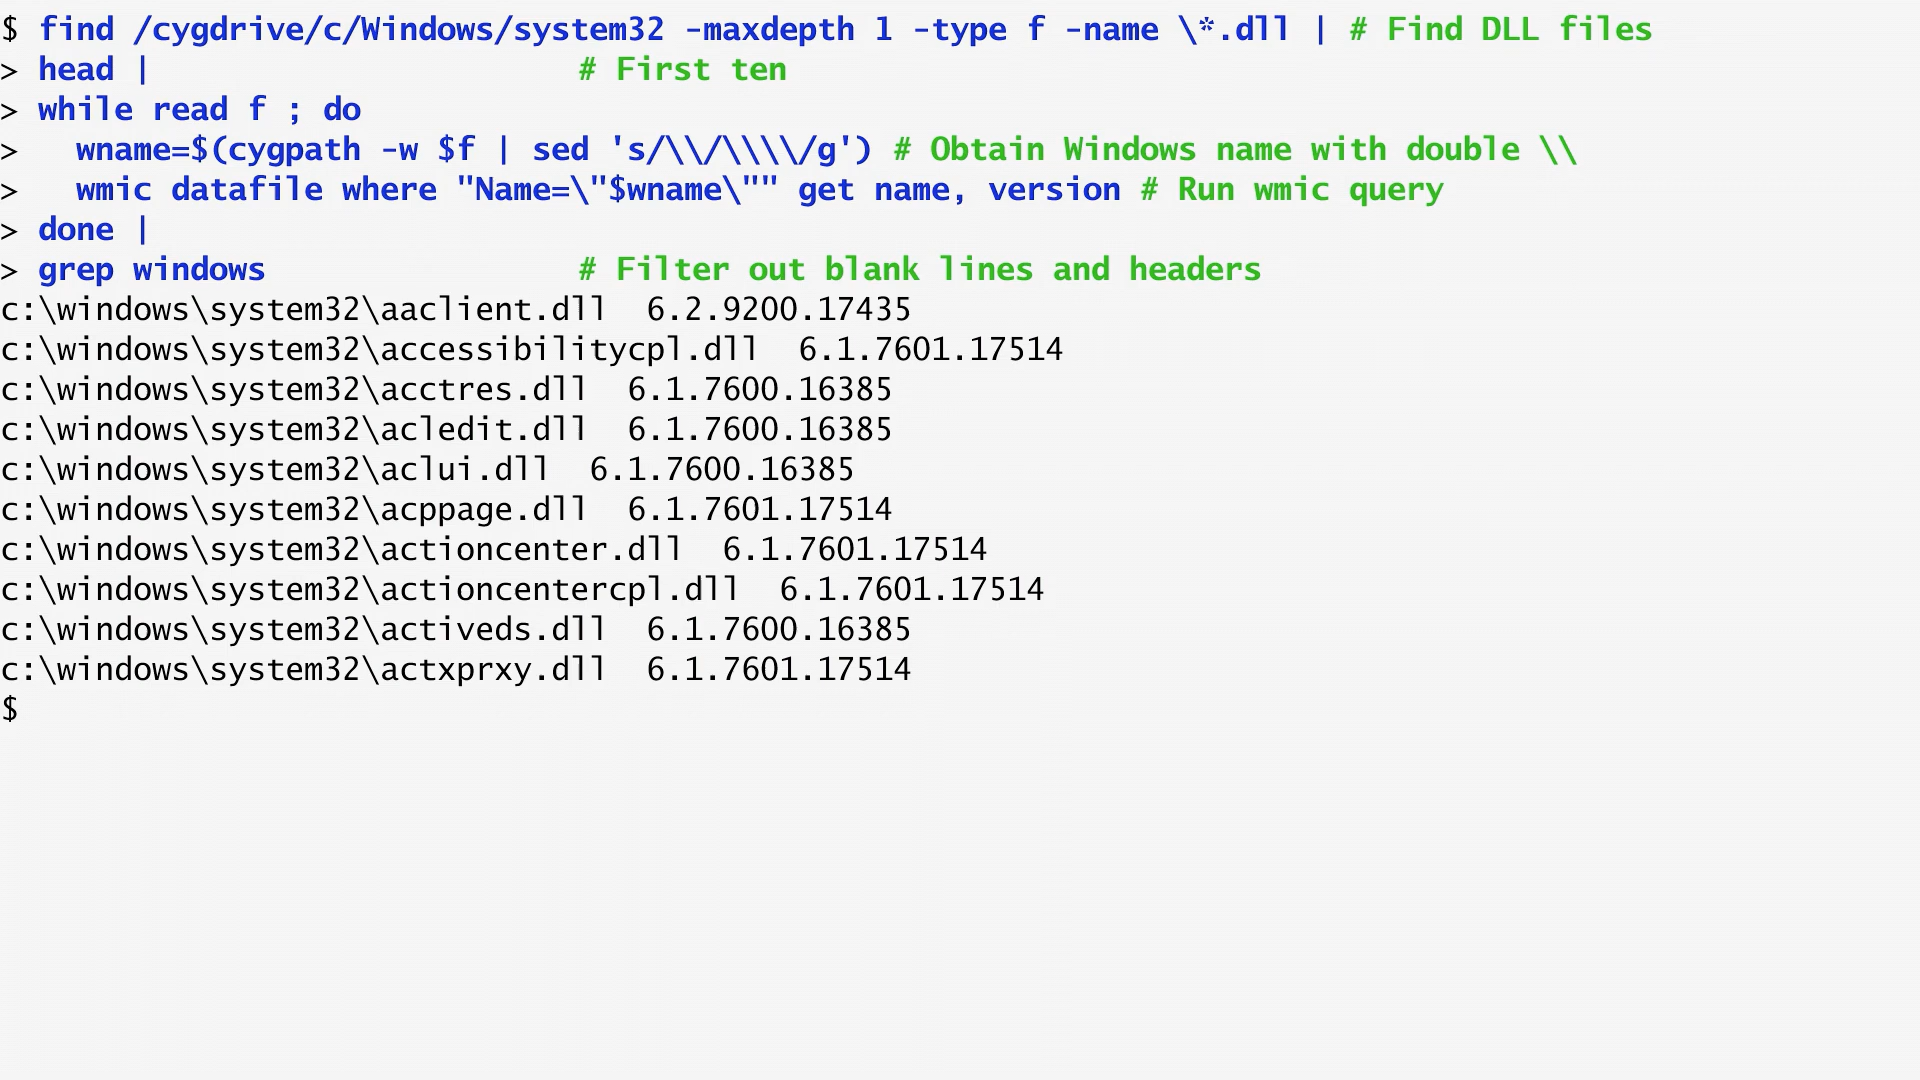 $ find /cygdrive/c/Windows/system32 -maxdepth 1 -type f -name \*.dll | # Find DLL files
> head |                       # First ten
> while read f ; do
>   wname=$(cygpath -w $f | sed 's/\\/\\\\/g') # Obtain Windows name with double \\
>   wmic datafile where "Name=\"$wname\"" get name, version # Run wmic query
> done |
> grep windows                 # Filter out blank lines and headers
c:\windows\system32\aaclient.dll  6.2.9200.17435
c:\windows\system32\accessibilitycpl.dll  6.1.7601.17514
c:\windows\system32\acctres.dll  6.1.7600.16385
c:\windows\system32\acledit.dll  6.1.7600.16385
c:\windows\system32\aclui.dll  6.1.7600.16385
c:\windows\system32\acppage.dll  6.1.7601.17514
c:\windows\system32\actioncenter.dll  6.1.7601.17514
c:\windows\system32\actioncentercpl.dll  6.1.7601.17514
c:\windows\system32\activeds.dll  6.1.7600.16385
c:\windows\system32\actxprxy.dll  6.1.7601.17514
$